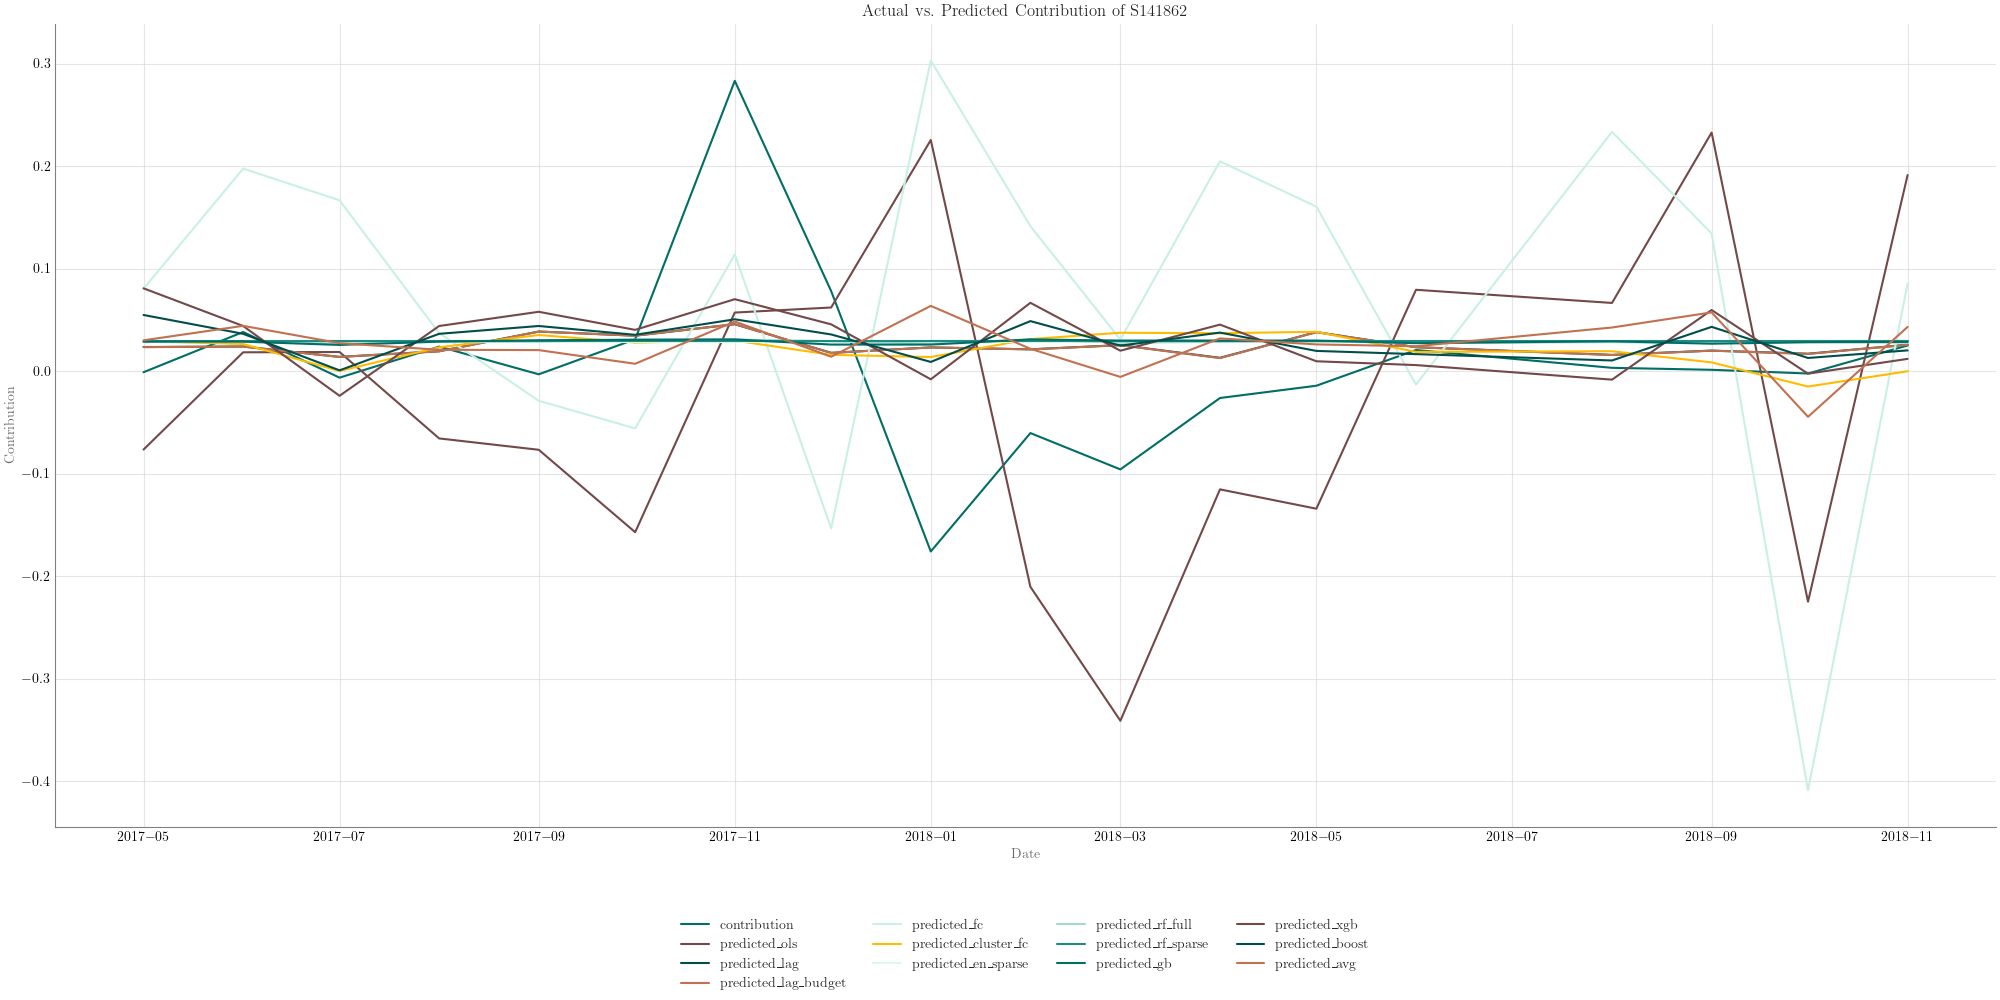 Actual vs. Predicted Contribution of S141862
0.3
0.2
0.1
0.0
−0.1
−0.2
−0.3
−0.4
Contribution
2017−05 2017−07 2017−09 2017−11 2018−01 2018−03 2018−05 2018−07 2018−09 2018−11
Date
contribution predicted_fc predicted_rf_full predicted_xgb
predicted_ols predicted_cluster_fc predicted_rf_sparse predicted_boost
predicted_lag predicted_en_sparse predicted_gb predicted_avg
predicted_lag_budget